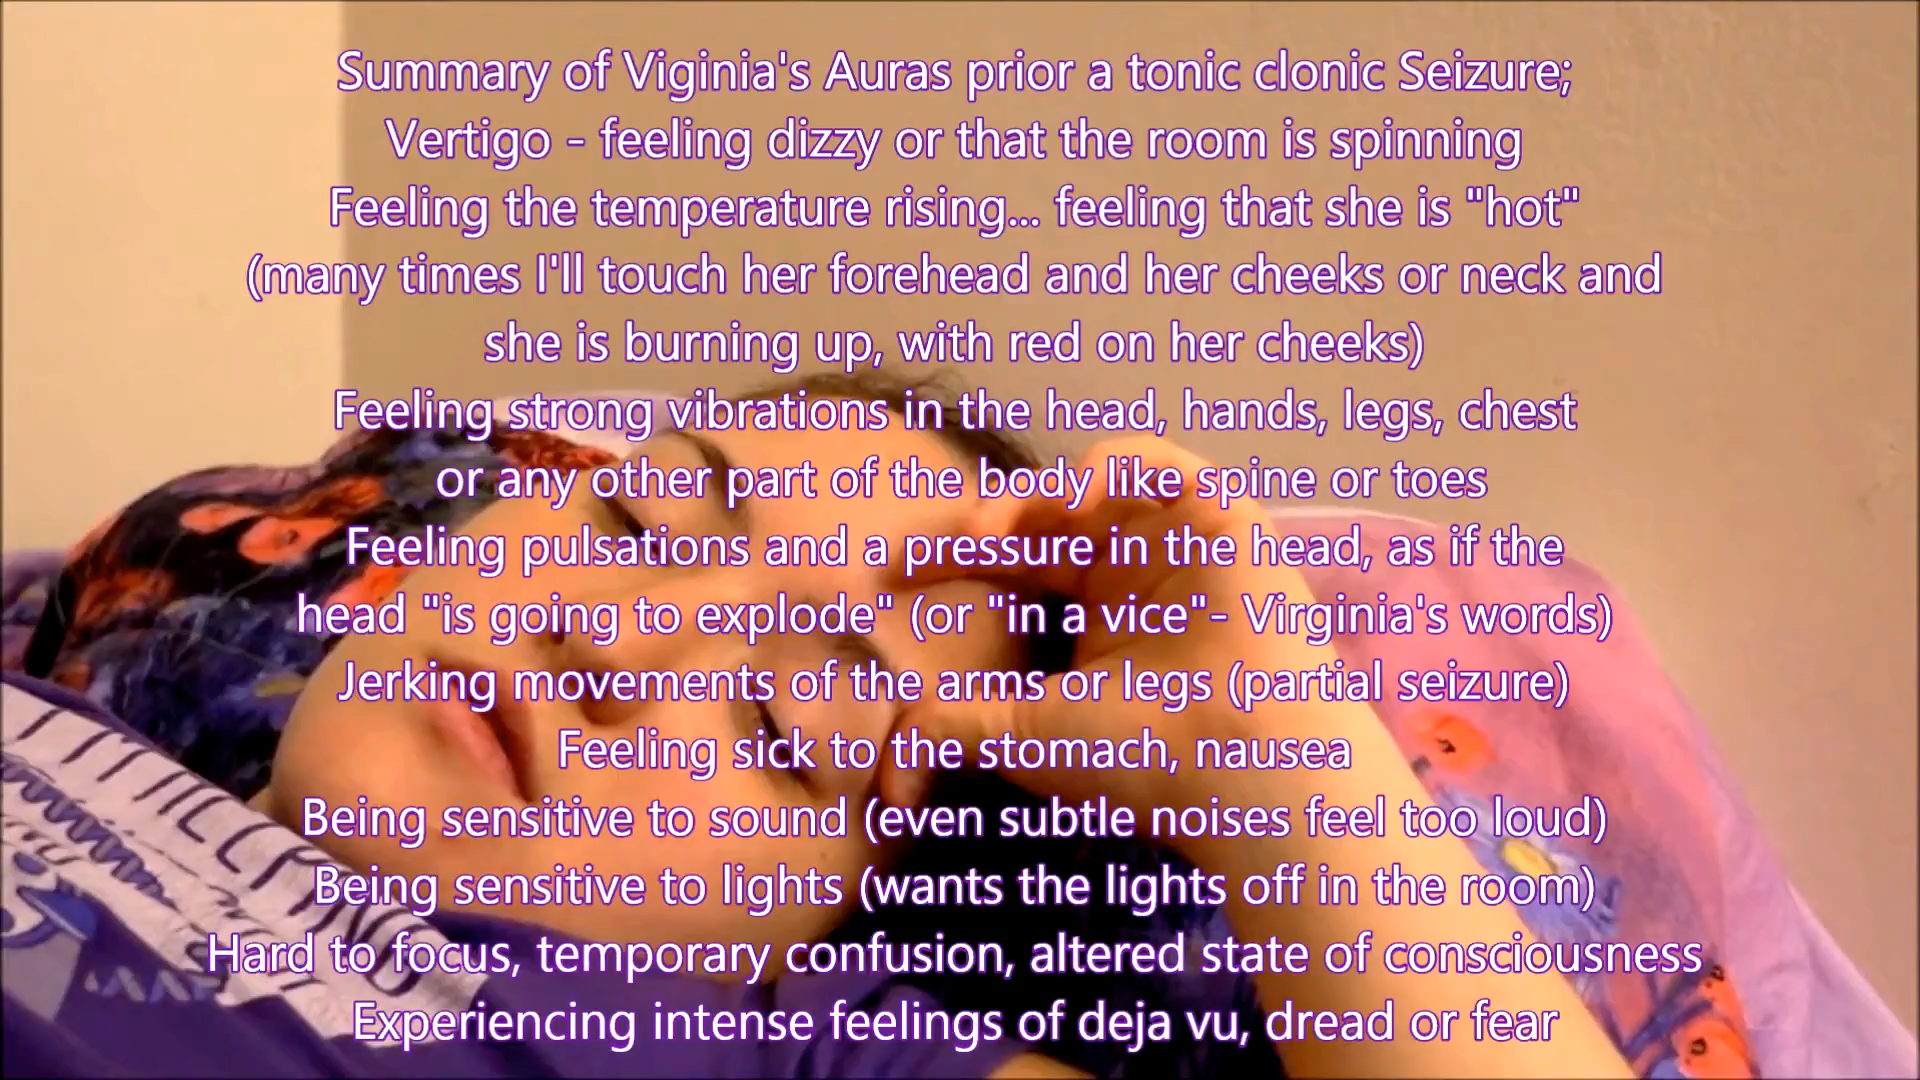 Summary of Viginia's Auras prior a tonic clonic Seizure;
Vertigo - feeling dizzy or that the room is spinning
Feeling the temperature rising... feeling that she is "hot"
(many times I'll touch her forehead and her cheeks or neck and
she is burning up, with red on her cheeks)
Feeling strong vibrations in the head, hands, legs, chest
or any other part of the body like spine or toes
Feeling pulsations and a pressure in the head, as if the
head "is going to explode" (or "in a vice"- Virginia's words)
Jerking movements of the arms or legs (partial seizure)
Feeling sick to the stomach, nausea
Being sensitive to sound (even subtle noises feel too loud)
Being sensitive to lights (wants the lights off in the room)
Hard to focus, temporary confusion, altered state of consciousness
Experiencing intense feelings of deja vu, dread or fear